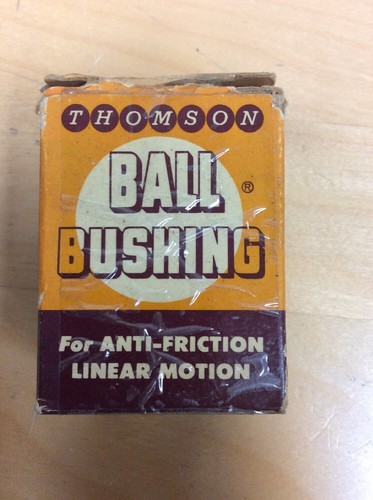 THOMSON
BALL ®
BUSHING
For ANTI-FRICTION
LINEAR MOTION